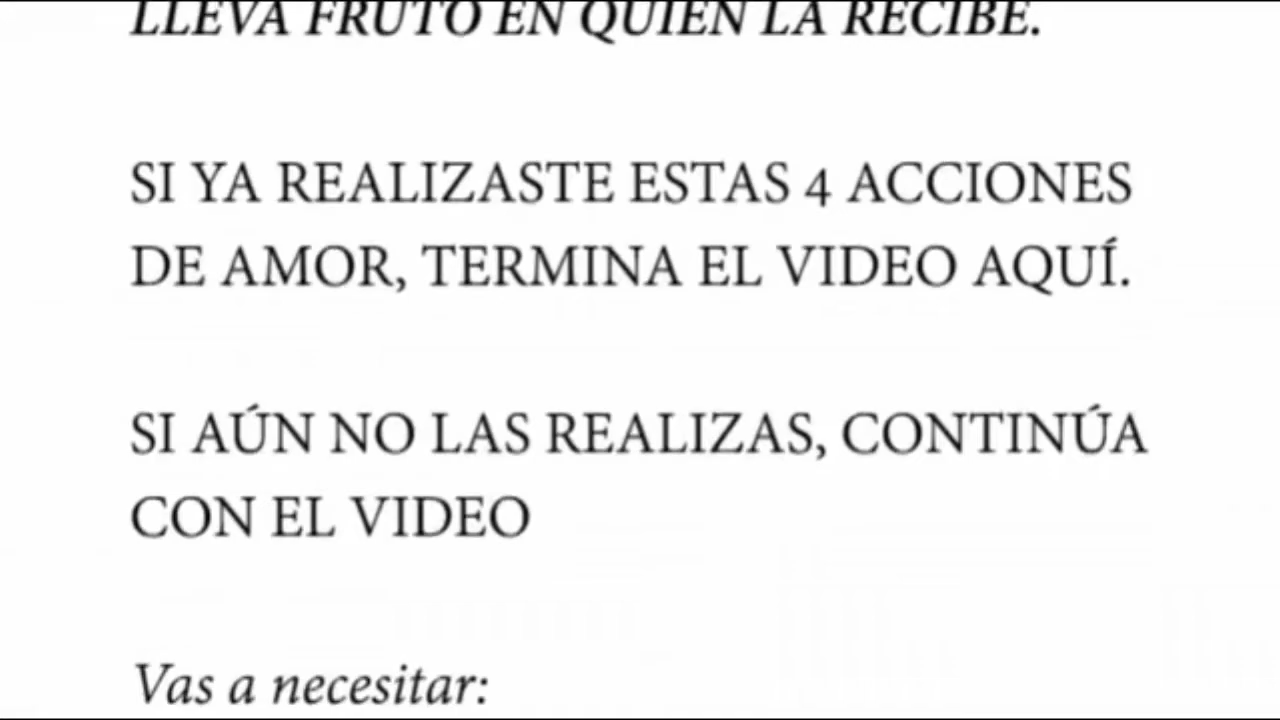 LLEVA FRUTO EN QUIEN LA RECIBE.
SI YA REALIZASTE ESTAS 4 ACCIONES
DE AMOR, TERMINA EL VIDEO AQUÍ.
SI AÚN NO LAS REALIZAS, CONTINÚA
CON EL VIDEO
Vas a necesitar: